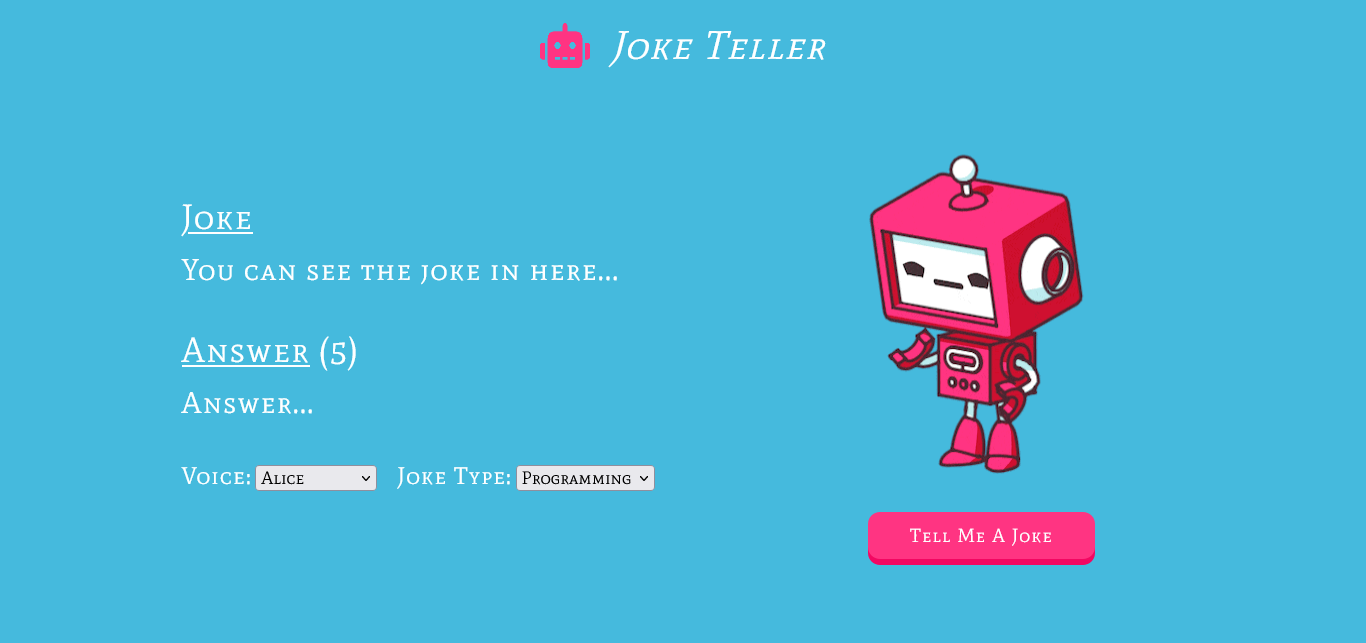 Joke Teller
Joke
You can see the joke in here...
Answer (5)
Answer...
Voice: Alice Joke Type: Programming
Tell Me A Joke